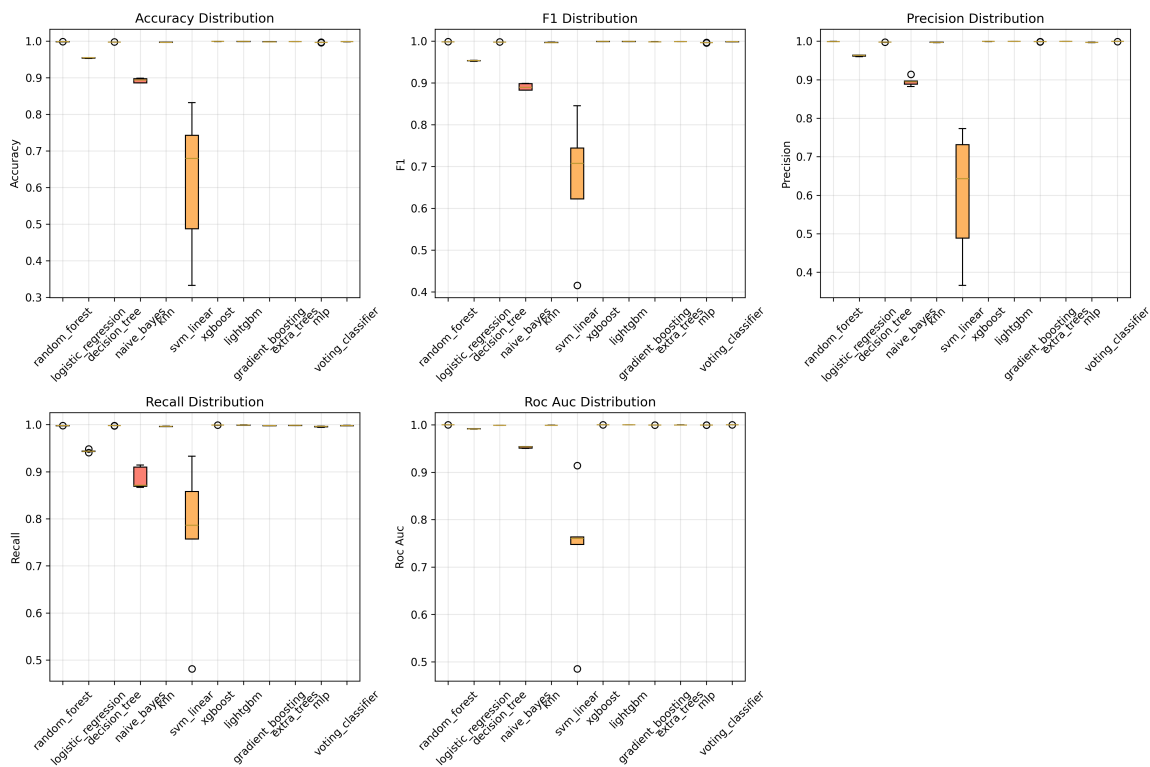 Accuracy Distribution
Accuracy
1.0
0.9
0.8
0.7
0.6
0.5
0.4
0.3
random_forest
logistic_regression
decision_tree
naive_bayes
knn
svm_linear
xgboost
lightgbm
gradient_boosting
extra_trees
mlp
voting_classifier
F1 Distribution
F1
1.0
0.9
0.8
0.7
0.6
0.5
0.4
random_forest
logistic_regression
decision_tree
naive_bayes
knn
svm_linear
xgboost
lightgbm
gradient_boosting
extra_trees
mlp
voting_classifier
Precision Distribution
Precision
1.0
0.9
0.8
0.7
0.6
0.5
0.4
random_forest
logistic_regression
decision_tree
naive_bayes
knn
svm_linear
xgboost
lightgbm
gradient_boosting
extra_trees
mlp
voting_classifier
Recall Distribution
Recall
1.0
0.9
0.8
0.7
0.6
0.5
random_forest
logistic_regression
decision_tree
naive_bayes
knn
svm_linear
xgboost
lightgbm
gradient_boosting
extra_trees
mlp
voting_classifier
Roc Auc Distribution
Roc Auc
1.0
0.9
0.8
0.7
0.6
0.5
random_forest
logistic_regression
decision_tree
naive_bayes
knn
svm_linear
xgboost
lightgbm
gradient_boosting
extra_trees
mlp
voting_classifier